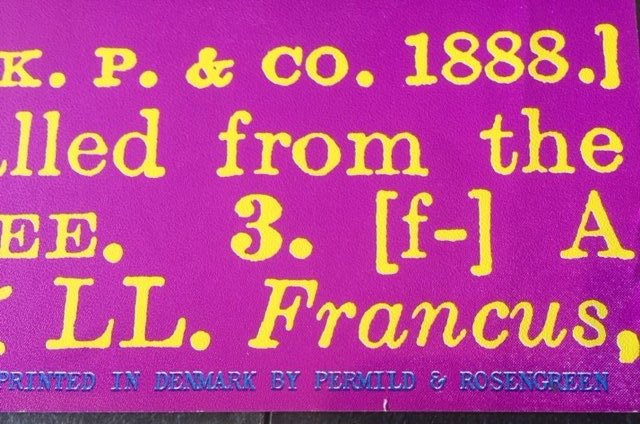 K. P. & CO. 1888.]
lled from the
EE. 3. [f-] A
LL. Francus,
PRINTED IN DENMARK BY PERMILD & ROSENGREEN